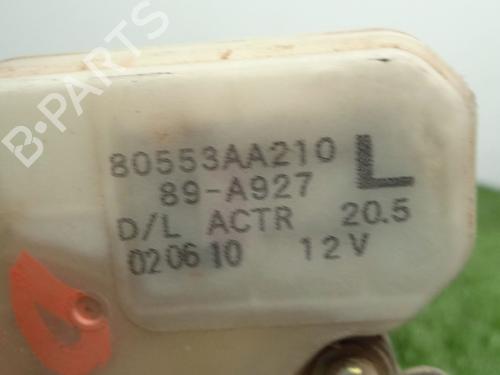 B-PARTS
80553AA210
89-A927 L
D/L ACTR 20.5
020610 12V